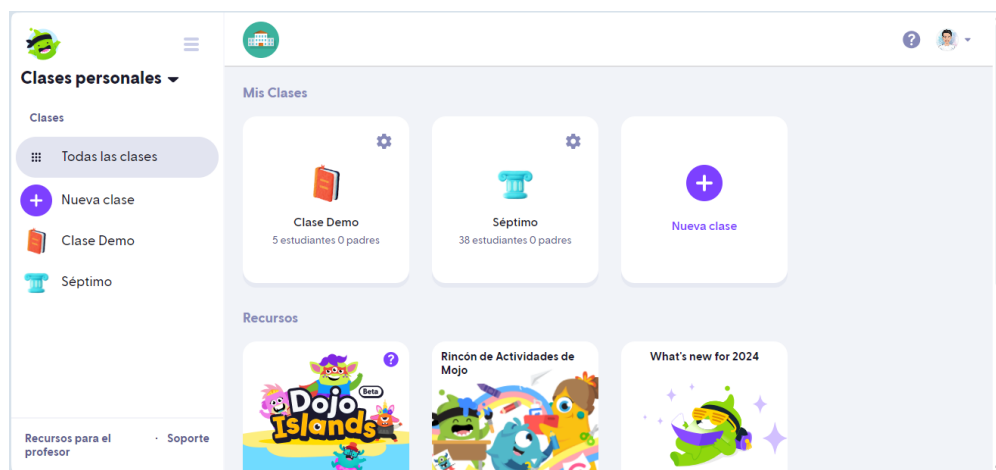 Clases personales
Clases
Todas las clases
Nueva clase
Clase Demo
Séptimo
Recursos para el profesor
· Soporte
?
Mis Clases
Clase Demo
5 estudiantes 0 padres
Séptimo
38 estudiantes 0 padres
Nueva clase
Recursos
?
Dojo
Beta
Islands
Rincón de Actividades de
Mojo
What's new for 2024